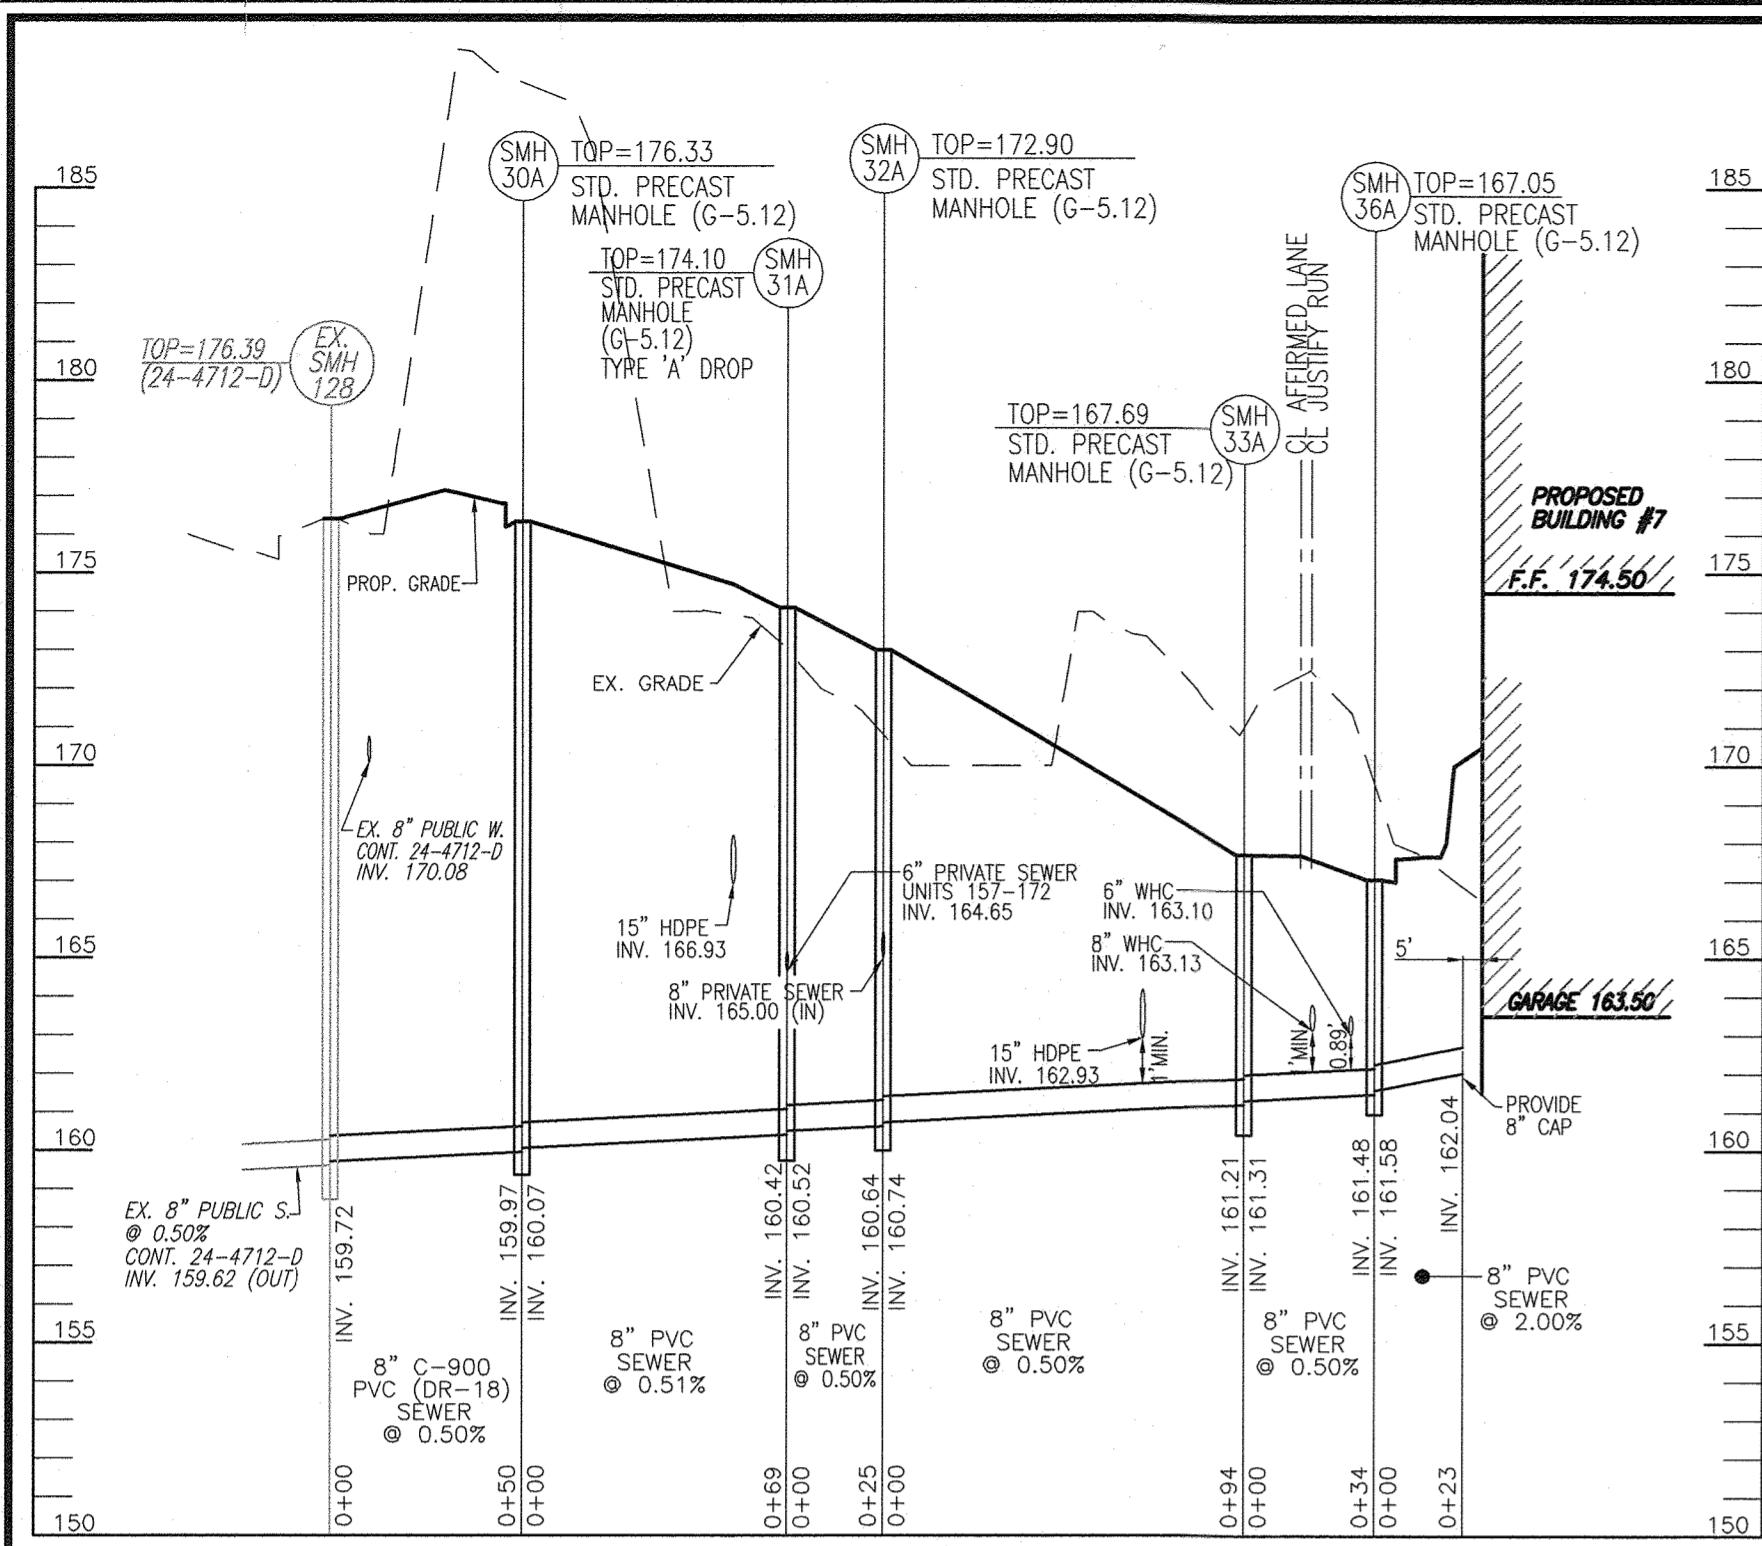 SMH
30A
TOP=176.33
STD. PRECAST
MANHOLE (G-5.12)
SMH
32A
TOP=172.90
STD. PRECAST
MANHOLE (G-5.12)
SMH
36A
TOP=167.05
STD. PRECAST
MANHOLE (G-5.12)
TOP=174.10
STD. PRECAST
MANHOLE
(G-5.12)
TYPE 'A' DROP
SMH
31A
TOP=176.39
(24-4712-D)
EX.
SMH
128
TOP=167.69
STD. PRECAST
MANHOLE (G-5.12)
SMH
33A
CL AFFIRMED LANE
CL JUSTIFY RUN
185
180
175
170
165
160
155
150
185
180
175
170
165
160
155
150
PROPOSED
BUILDING #7
F.F. 174.50
GARAGE 163.50
PROP. GRADE
EX. GRADE
EX. 8" PUBLIC W.
CONT. 24-4712-D
INV. 170.08
15" HDPE
INV. 166.93
6" PRIVATE SEWER
UNITS 157-172
INV. 164.65
8" PRIVATE SEWER
INV. 165.00 (IN)
6" WHC
INV. 163.10
8" WHC
INV. 163.13
15" HDPE
INV. 162.93
1' MIN.
1' MIN.
0.89'
5'
PROVIDE
8" CAP
EX. 8" PUBLIC S.
@ 0.50%
CONT. 24-4712-D
INV. 159.62 (OUT)
INV. 159.72
INV. 159.97
INV. 160.07
INV. 160.42
INV. 160.52
INV. 160.64
INV. 160.74
INV. 161.21
INV. 161.31
INV. 161.48
INV. 161.58
INV. 162.04
8" C-900
PVC (DR-18)
SEWER
@ 0.50%
8" PVC
SEWER
@ 0.51%
8" PVC
SEWER
@ 0.50%
8" PVC
SEWER
@ 0.50%
8" PVC
SEWER
@ 0.50%
8" PVC
SEWER
@ 2.00%
0+00
0+50
0+00
0+69
0+00
0+25
0+00
0+94
0+00
0+34
0+00
0+23